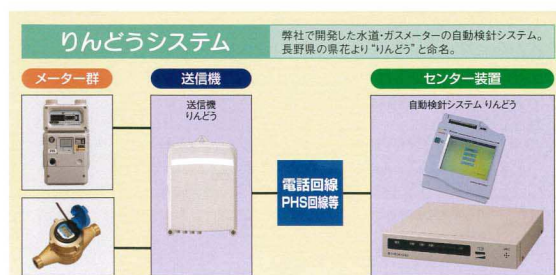 りんどうシステム
弊社で開発した水道・ガスメーターの自動検針システム。
長野県の県花より“りんどう”と命名。
メーター群
送信機
センター装置
送信機
りんどう
自動検針システム りんどう
電話回線
PHS回線等